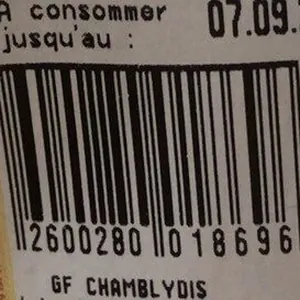 A consommer 07.09.
jusqu'au :
2600280 018696
GF CHAMBLYDIS